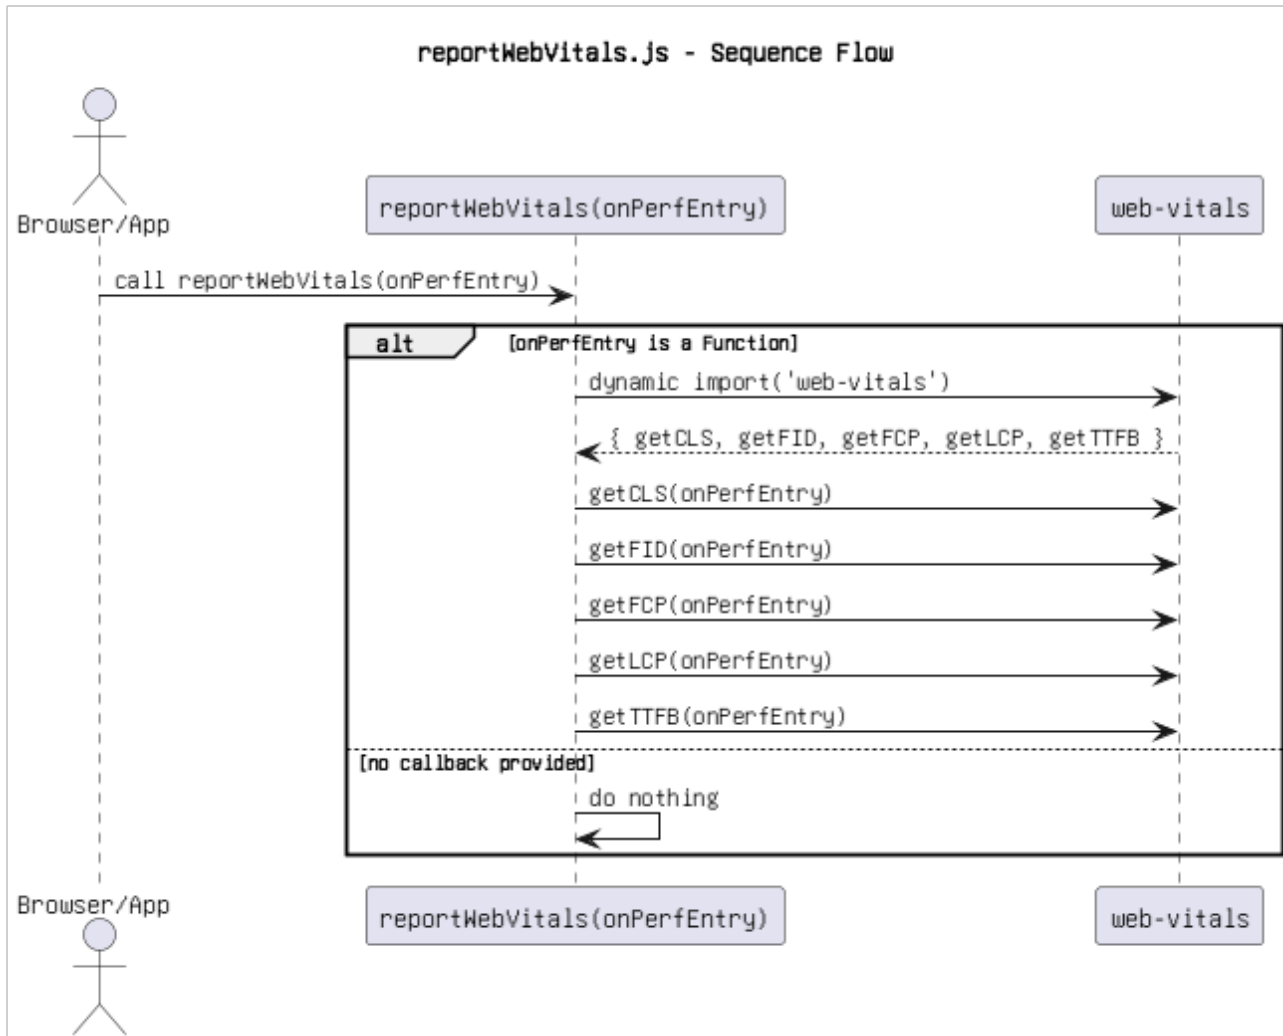 reportWebVitals.js - Sequence Flow
Browser/App
reportWebVitals(onPerfEntry)
web-vitals
call reportWebVitals(onPerfEntry)
alt
[onPerfEntry is a Function]
dynamic import('web-vitals')
{ getCLS, getFID, getFCP, getLCP, getTTFB }
getCLS(onPerfEntry)
getFID(onPerfEntry)
getFCP(onPerfEntry)
getLCP(onPerfEntry)
getTTFB(onPerfEntry)
[no callback provided]
do nothing
Browser/App
reportWebVitals(onPerfEntry)
web-vitals